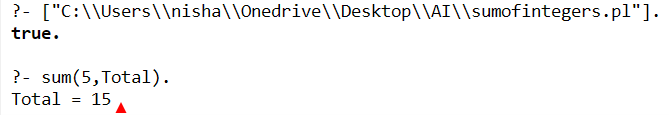 ?- ["C:\\Users\\nisha\\Onedrive\\Desktop\\AI\\sumofintegers.pl"].
true.
?- sum(5,Total).
Total = 15